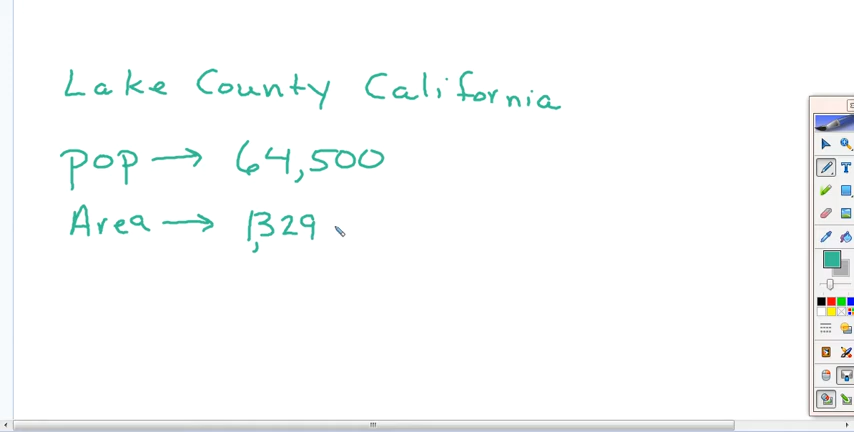 Lake County California
pop → 64,500
Area → 1,329